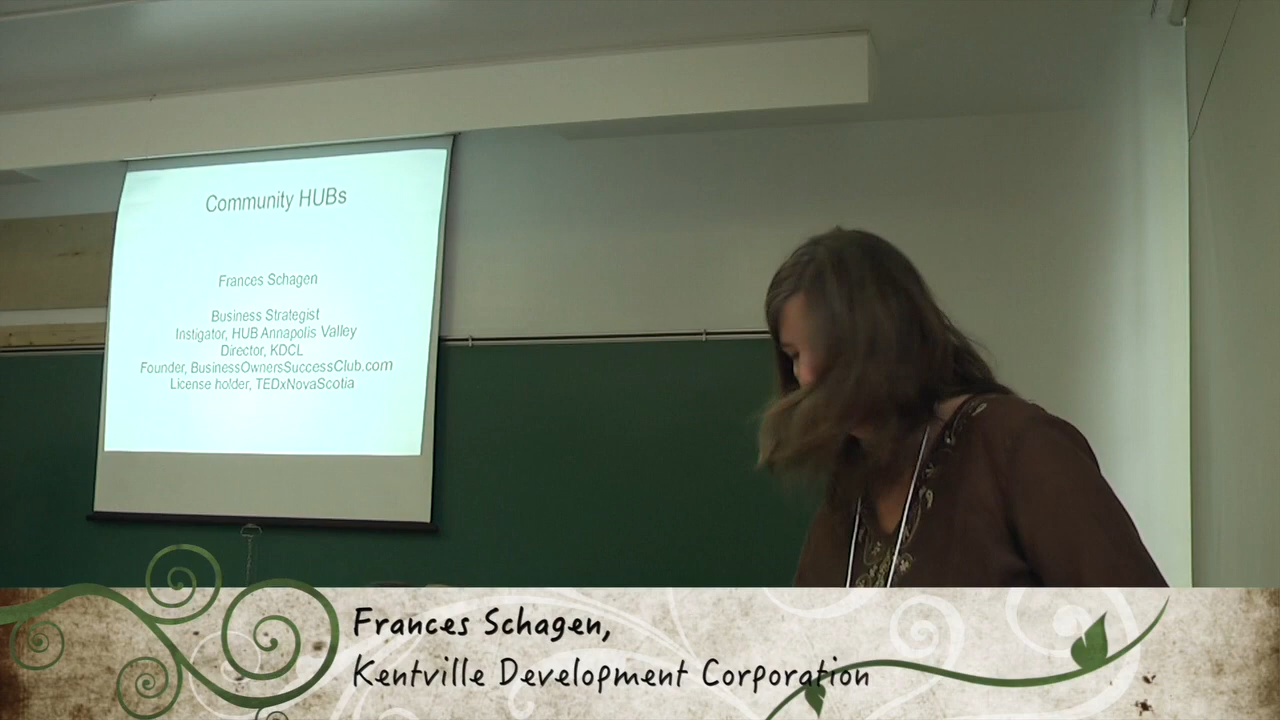 Community HUBs
Frances Schagen
Business Strategist
Instigator, HUB Annapolis Valley
Director, KDCL
Founder, BusinessOwnersSuccessClub.com
License holder, TEDxNovaScotia
Frances Schagen,
Kentville Development Corporation